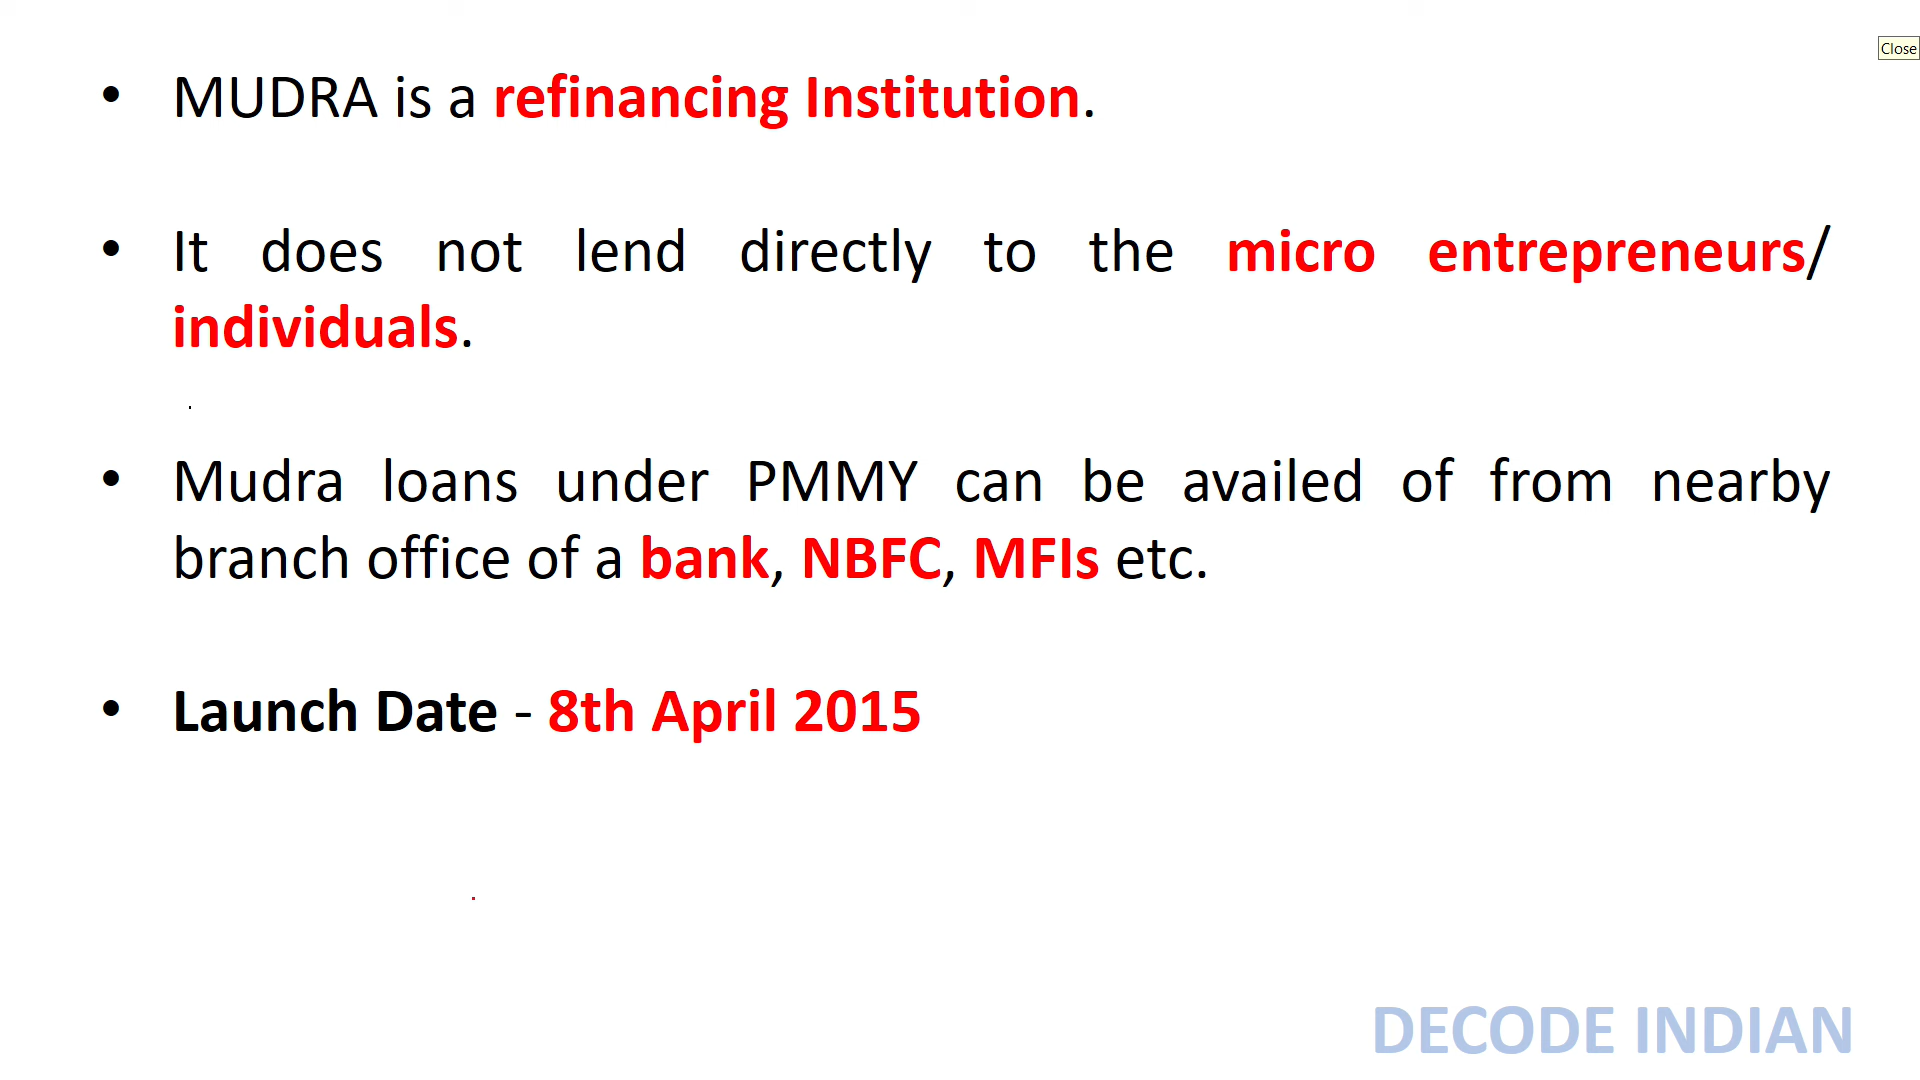 Close
• MUDRA is a refinancing Institution.
• It does not lend directly to the micro entrepreneurs/
individuals.
• Mudra loans under PMMY can be availed of from nearby
branch office of a bank, NBFC, MFIs etc.
• Launch Date - 8th April 2015
DECODE INDIAN